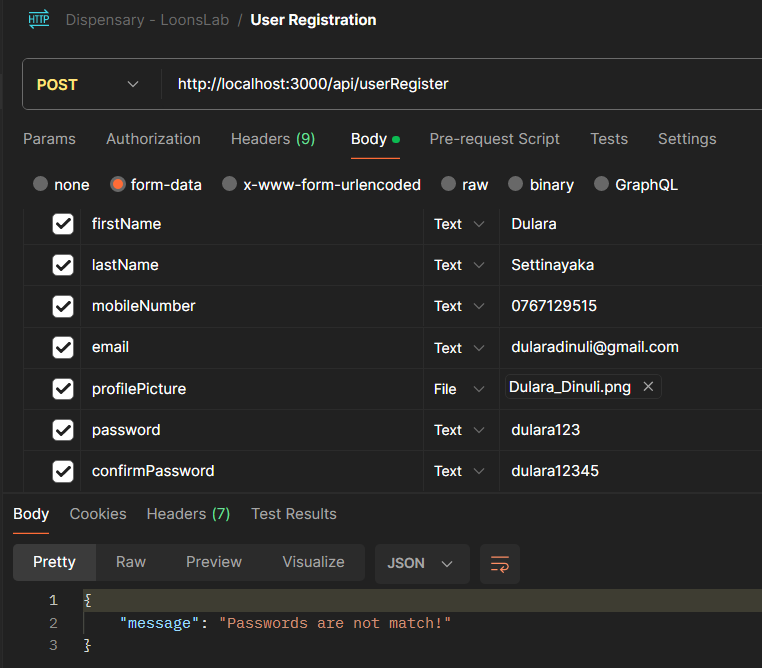 HTTP Dispensary - LoonsLab / User Registration
POST http://localhost:3000/api/userRegister
Params Authorization Headers (9) Body Pre-request Script Tests Settings
none form-data x-www-form-urlencoded raw binary GraphQL
firstName Text Dulara
lastName Text Settinayaka
mobileNumber Text 0767129515
email Text dularadinuli@gmail.com
profilePicture File Dulara_Dinuli.png
password Text dulara123
confirmPassword Text dulara12345
Body Cookies Headers (7) Test Results
Pretty Raw Preview Visualize JSON
1 {
2 "message": "Passwords are not match!"
3 }